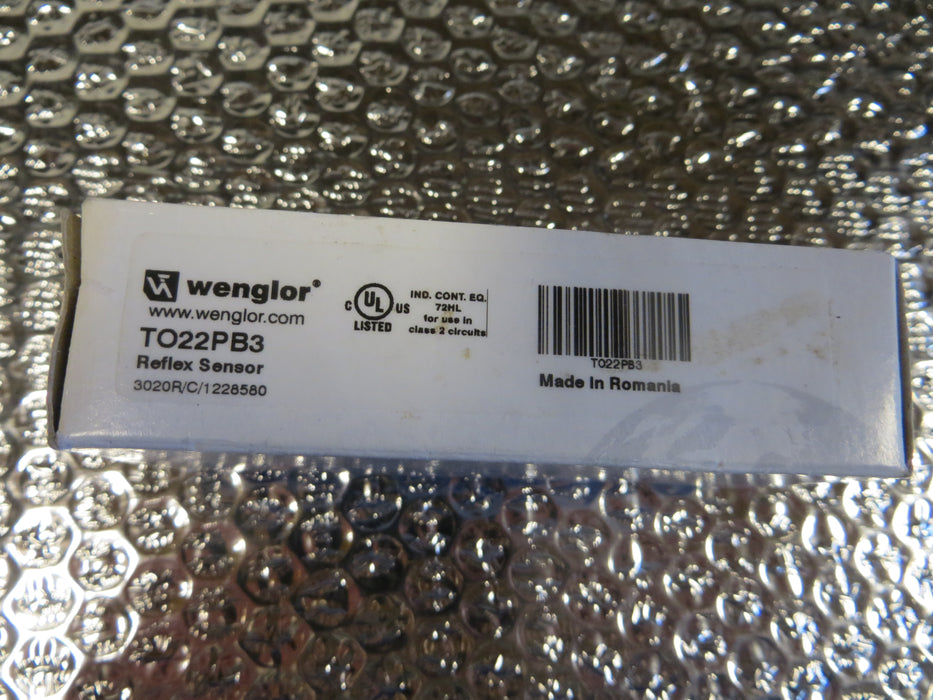 wenglor®
www.wenglor.com
TO22PB3
Reflex Sensor
3020R/C/1228580
C UL US
LISTED
IND. CONT. EQ.
72HL
for use in
class 2 circuits
TO22PB3
Made in Romania